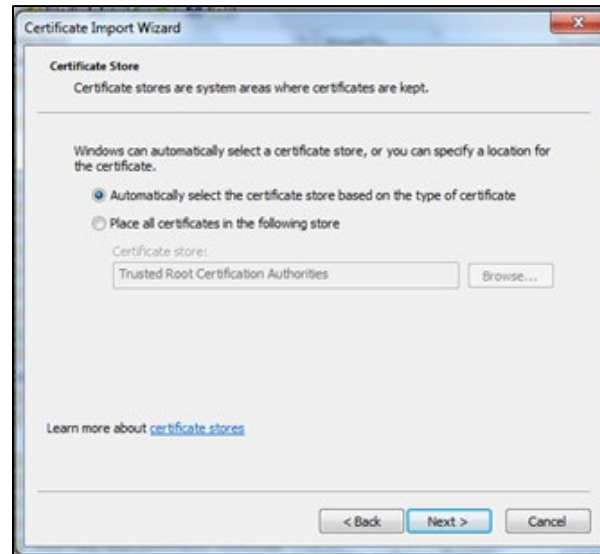 Certificate Import Wizard
Certificate Store
Certificate stores are system areas where certificates are kept.
Windows can automatically select a certificate store, or you can specify a location for
the certificate.
Automatically select the certificate store based on the type of certificate
Place all certificates in the following store
Certificate store:
Trusted Root Certification Authorities
Browse...
Learn more about certificate stores
< Back
Next >
Cancel